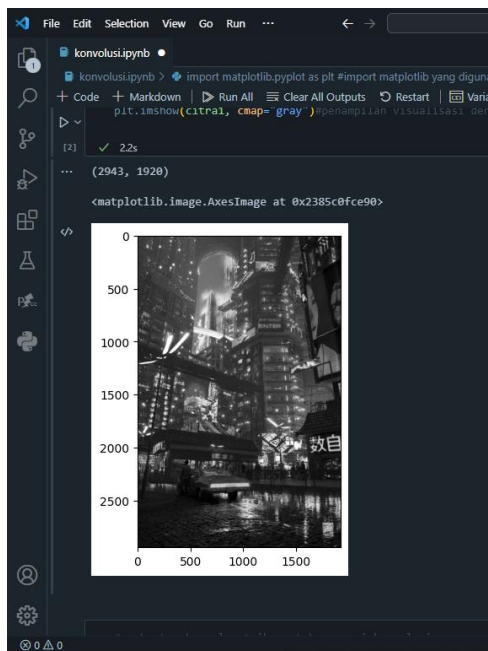 File Edit Selection View Go Run ···
konvolusi.ipynb
konvolusi.ipynb > import matplotlib.pyplot as plt #import matplotlib yang diguna
+ Code + Markdown Run All Clear All Outputs Restart Varia
plt.imshow(citra1, cmap="gray")#penampilan visualisasi den
[2] 2.2s
(2943, 1920)
<matplotlib.image.AxesImage at 0x2385c0fce90>
0
500
1000
1500
2000
2500
0 500 1000 1500
ENTER
数自
1
0 0